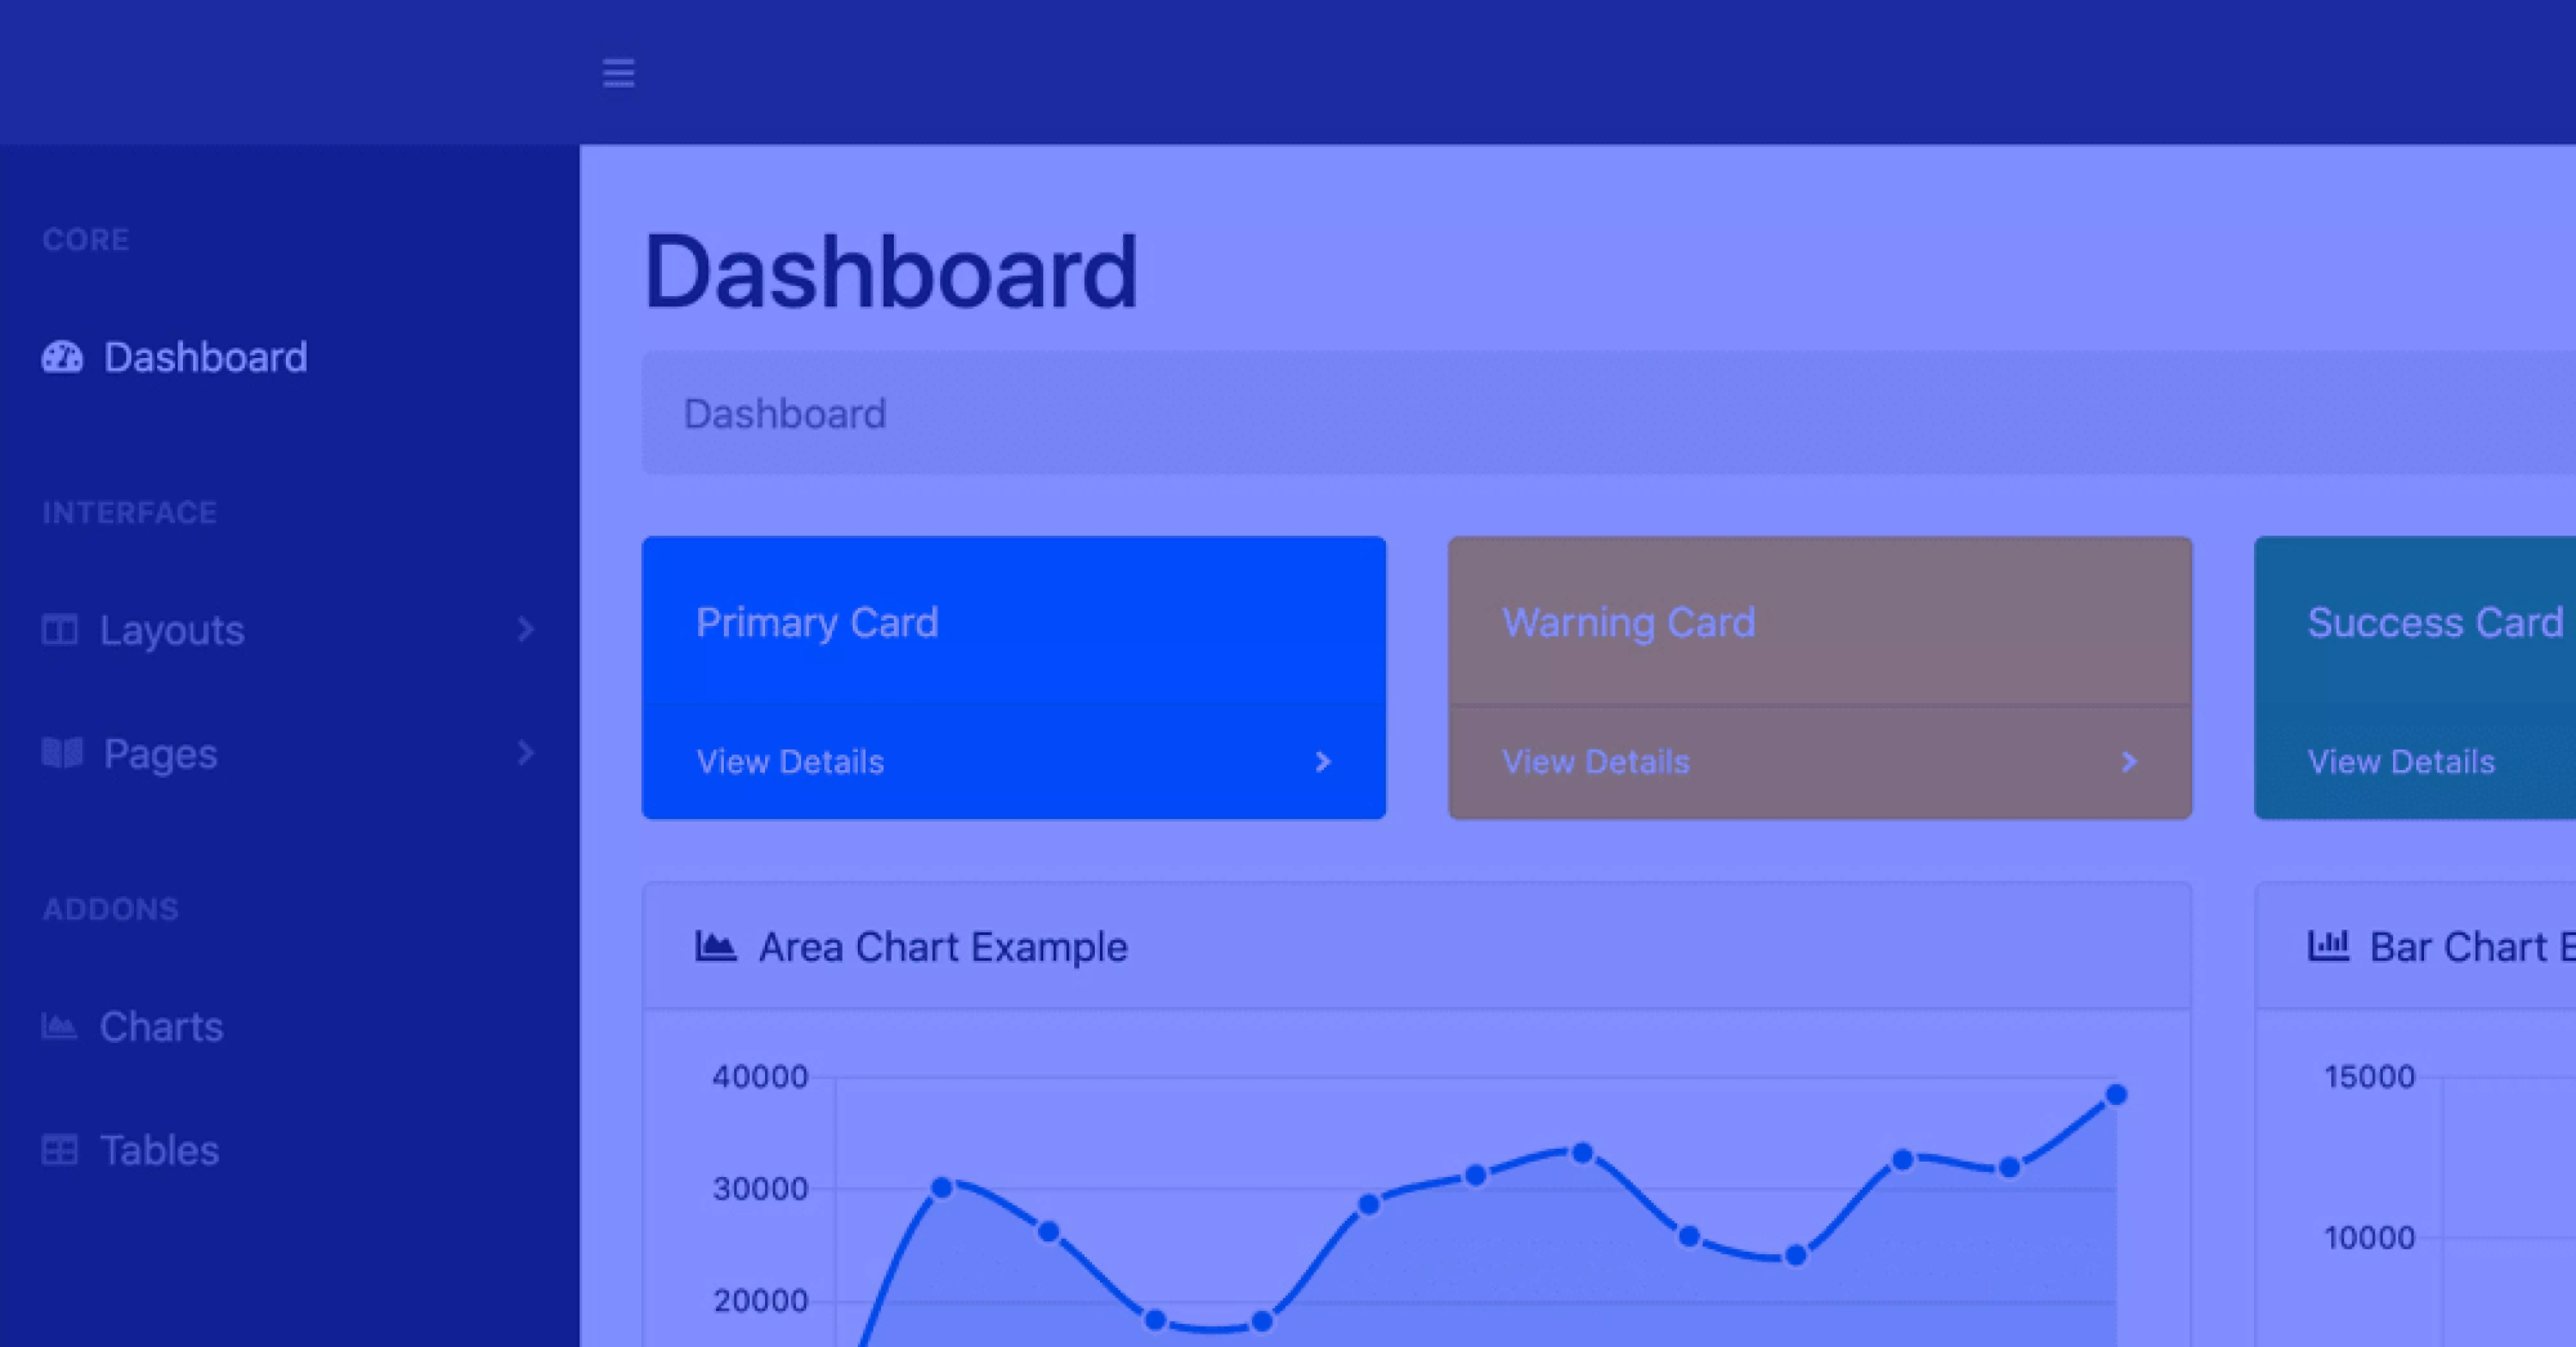 CORE
Dashboard
INTERFACE
Layouts
Pages
ADDONS
Charts
Tables
Dashboard
Dashboard
Primary Card
View Details
Warning Card
View Details
Success Card
View Details
Area Chart Example
40000
30000
20000
Bar Chart E
15000
10000